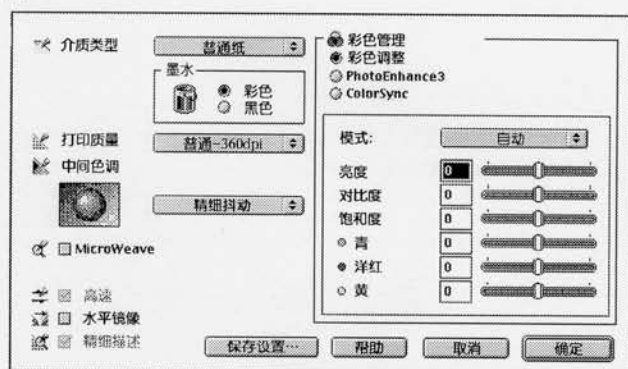 介质类型
普通纸
墨水
彩色
黑色
打印质量
普通-360dpi
中间色调
精细抖动
MicroWeave
高速
水平镜像
精细描述
彩色管理
彩色调整
PhotoEnhance3
ColorSync
模式:
自动
亮度
0
对比度
0
饱和度
0
青
0
洋红
0
黄
0
保存设置…
帮助
取消
确定